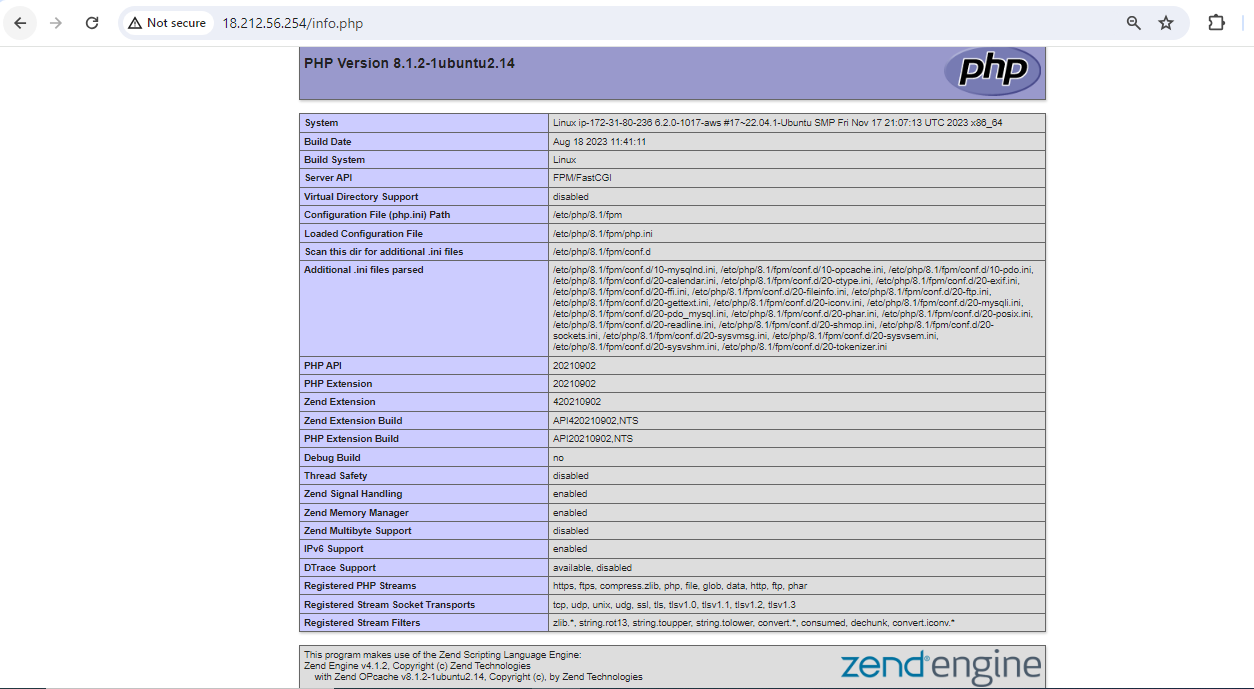 Not secure 18.212.56.254/info.php
PHP Version 8.1.2-1ubuntu2.14
php
System Linux ip-172-31-80-236 6.2.0-1017-aws #17~22.04.1-Ubuntu SMP Fri Nov 17 21:07:13 UTC 2023 x86_64
Build Date Aug 18 2023 11:41:11
Build System Linux
Server API FPM/FastCGI
Virtual Directory Support disabled
Configuration File (php.ini) Path /etc/php/8.1/fpm
Loaded Configuration File /etc/php/8.1/fpm/php.ini
Scan this dir for additional .ini files /etc/php/8.1/fpm/conf.d
Additional .ini files parsed /etc/php/8.1/fpm/conf.d/10-mysqlnd.ini, /etc/php/8.1/fpm/conf.d/10-opcache.ini, /etc/php/8.1/fpm/conf.d/10-pdo.ini,
/etc/php/8.1/fpm/conf.d/20-calendar.ini, /etc/php/8.1/fpm/conf.d/20-ctype.ini, /etc/php/8.1/fpm/conf.d/20-exif.ini,
/etc/php/8.1/fpm/conf.d/20-ffi.ini, /etc/php/8.1/fpm/conf.d/20-fileinfo.ini, /etc/php/8.1/fpm/conf.d/20-ftp.ini,
/etc/php/8.1/fpm/conf.d/20-gettext.ini, /etc/php/8.1/fpm/conf.d/20-iconv.ini, /etc/php/8.1/fpm/conf.d/20-mysqli.ini,
/etc/php/8.1/fpm/conf.d/20-pdo_mysql.ini, /etc/php/8.1/fpm/conf.d/20-phar.ini, /etc/php/8.1/fpm/conf.d/20-posix.ini,
/etc/php/8.1/fpm/conf.d/20-readline.ini, /etc/php/8.1/fpm/conf.d/20-shmop.ini, /etc/php/8.1/fpm/conf.d/20-
sockets.ini, /etc/php/8.1/fpm/conf.d/20-sysvmsg.ini, /etc/php/8.1/fpm/conf.d/20-sysvsem.ini,
/etc/php/8.1/fpm/conf.d/20-sysvshm.ini, /etc/php/8.1/fpm/conf.d/20-tokenizer.ini
PHP API 20210902
PHP Extension 20210902
Zend Extension 420210902
Zend Extension Build API420210902,NTS
PHP Extension Build API20210902,NTS
Debug Build no
Thread Safety disabled
Zend Signal Handling enabled
Zend Memory Manager enabled
Zend Multibyte Support disabled
IPv6 Support enabled
DTrace Support available, disabled
Registered PHP Streams https, ftps, compress.zlib, php, file, glob, data, http, ftp, phar
Registered Stream Socket Transports tcp, udp, unix, udg, ssl, tls, tlsv1.0, tlsv1.1, tlsv1.2, tlsv1.3
Registered Stream Filters zlib.*, string.rot13, string.toupper, string.tolower, convert.*, consumed, dechunk, convert.iconv.*
This program makes use of the Zend Scripting Language Engine:
Zend Engine v4.1.2, Copyright (c) Zend Technologies
with Zend OPcache v8.1.2-1ubuntu2.14, Copyright (c), by Zend Technologies
zend engine